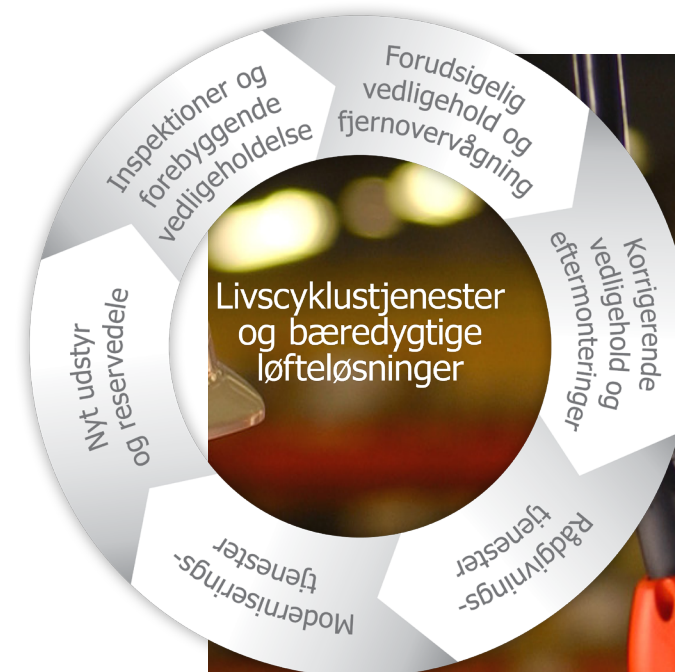 Inspektioner og
forebyggende
vedligeholdelse
Forudsigelig
vedligehold og
fjernovervågning
Korrigerende
vedligehold og
eftermonteringer
Rådgivnings-
tjenester
Moderniserings-
tjenester
Nyt udstyr
og reservedele
Livscyklustjenester
og bæredygtige
løfteløsninger